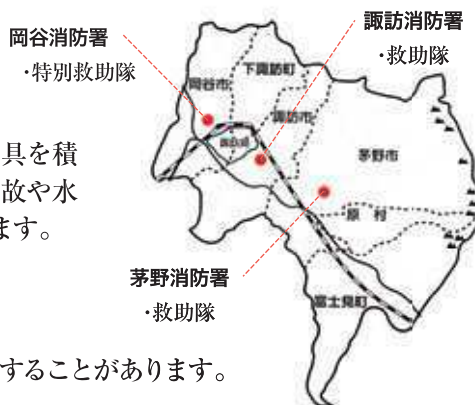 岡谷消防署
・特別救助隊
諏訪消防署
・救助隊
下諏訪町
岡谷市
諏訪市
諏訪湖
茅野市
具を積
故や水
ます。
原 村
茅野消防署
・救助隊
富士見町
することがあります。